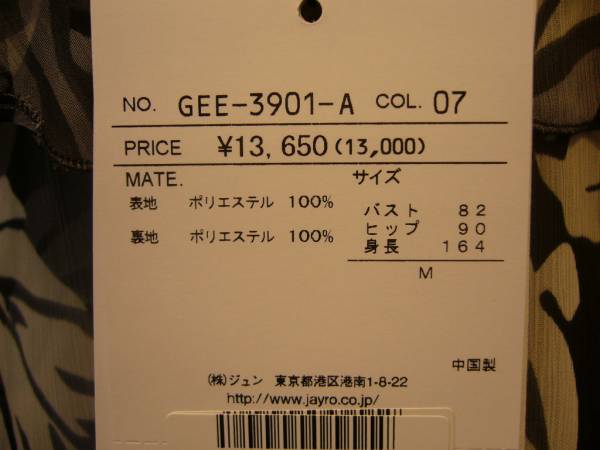 NO. GEE-3901-A COL. 07
PRICE ¥13,650(13,000)
MATE.
表地 ポリエステル 100%
裏地 ポリエステル 100%
サイズ
バスト 82
ヒップ 90
身長 164
M
中国製
(株)ジュン 東京都港区港南1-8-22
http://www.jayro.co.jp/